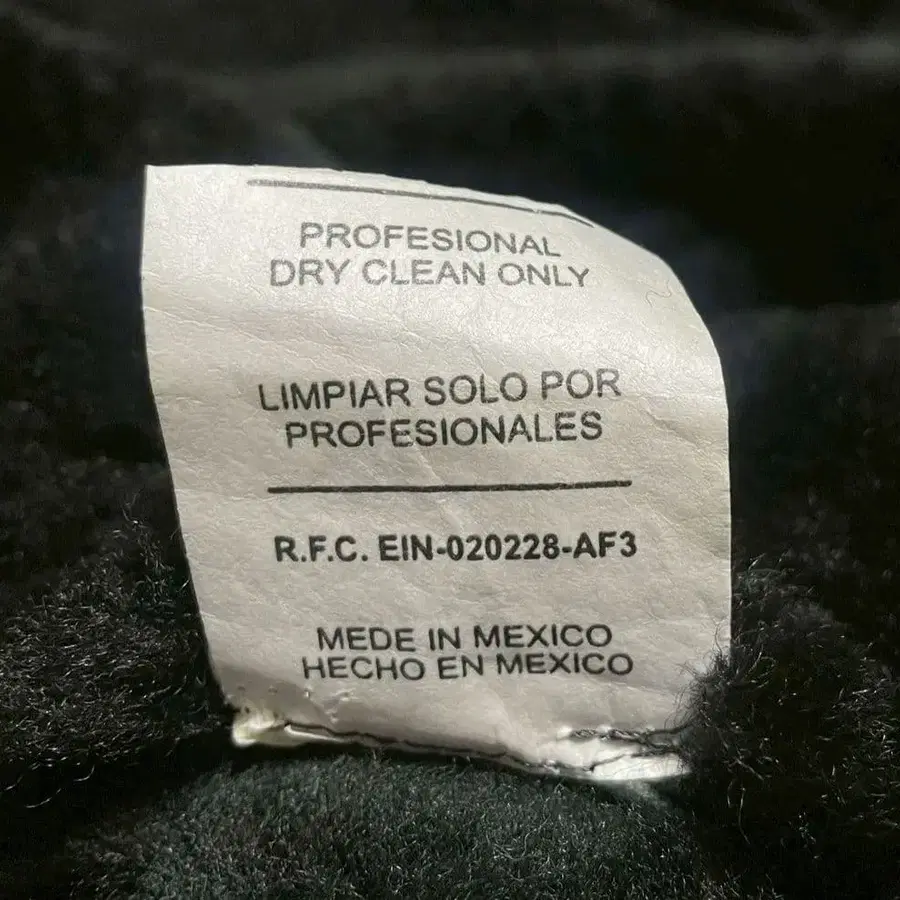 PROFESIONAL
DRY CLEAN ONLY
LIMPIAR SOLO POR
PROFESIONALES
R.F.C. EIN-020228-AF3
MEDE IN MEXICO
HECHO EN MEXICO